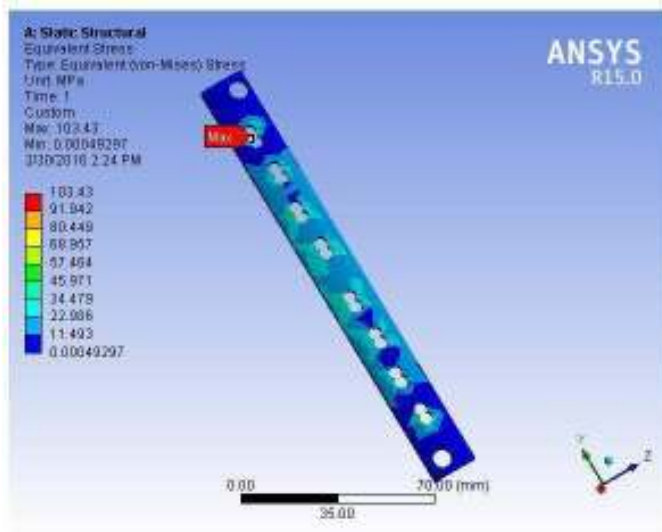 A: Static Structural
Equivalent Stress
Type: Equivalent (von-Mises) Stress
Unit: MPa
Time: 1
Custom
Max: 103.43
Min: 0.00049297
3/30/2016 2:24 PM
103.43
91.942
80.449
68.957
57.464
45.971
34.479
22.986
11.493
0.00049297
ANSYS
R15.0
Max
0.00
70.00 (mm)
35.00
Y
Z